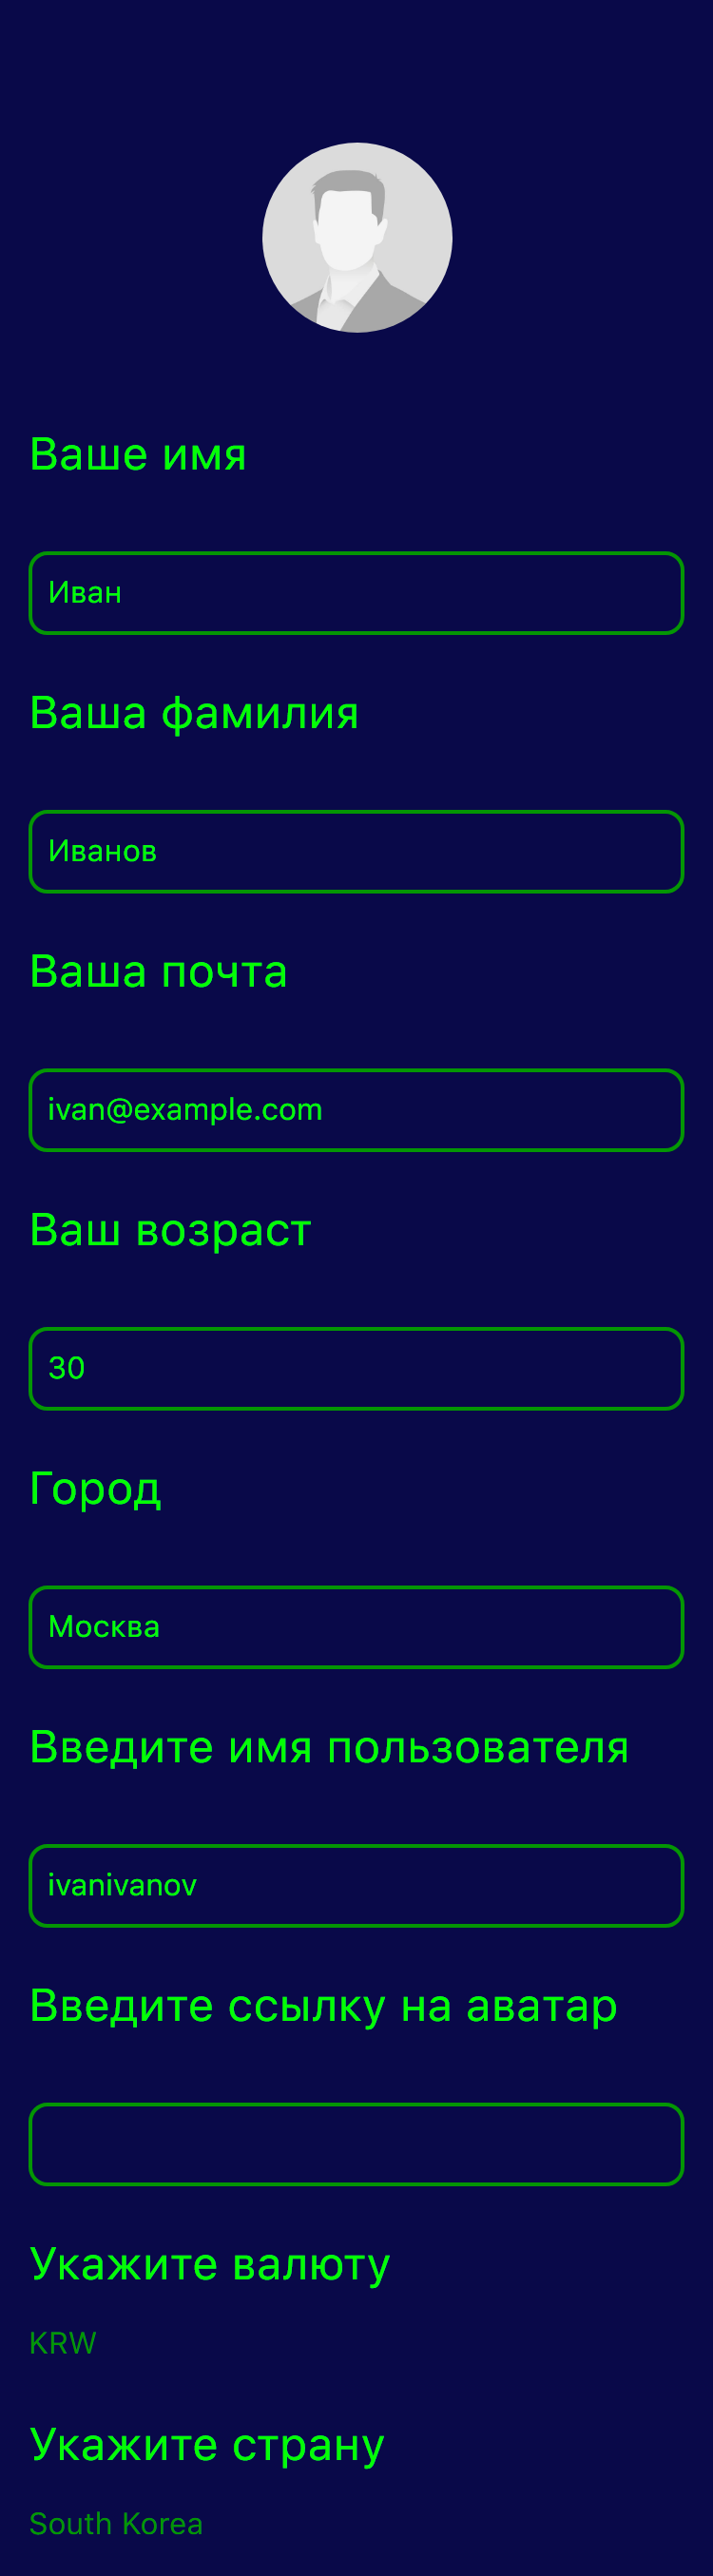 Ваше имя
Иван
Ваша фамилия
Иванов
Ваша почта
ivan@example.com
Ваш возраст
30
Город
Москва
Введите имя пользователя
ivanivanov
Введите ссылку на аватар
Укажите валюту
KRW
Укажите страну
South Korea